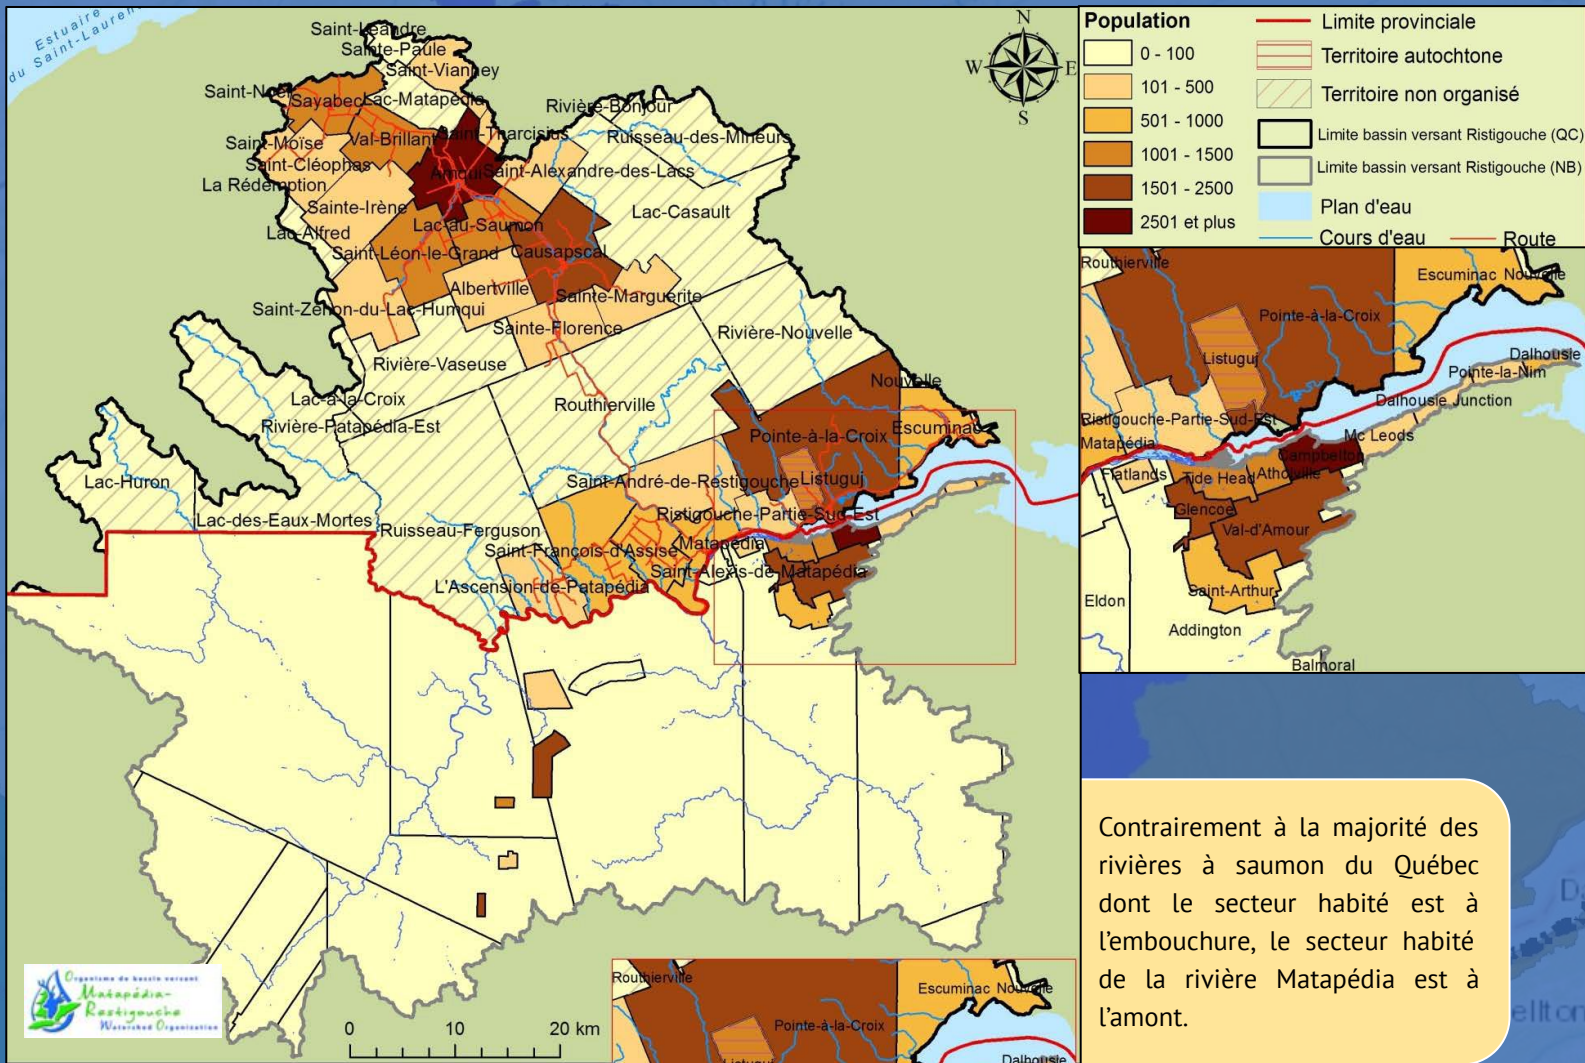 Estuaire
du Saint-Laurent
Saint-Léandre
Sainte-Paule
Saint-Vianney
Saint-Noël
Sayabec
Lac-Matapédia
Rivière-Bonjour
Ruisseau-des-Mineurs
Saint-Moïse
Val-Brillant
Saint-Tharcisius
Saint-Cléophas
Amqui
Saint-Alexandre-des-Lacs
La Rédemption
Sainte-Irène
Lac-Casault
Lac-Alfred
Lac-au-Saumon
Saint-Léon-le-Grand
Causapscal
Albertville
Sainte-Marguerite
Saint-Zénon-du-Lac-Humqui
Sainte-Florence
Rivière-Nouvelle
Rivière-Vaseuse
Nouvelle
Lac-à-la-Croix
Routhierville
Rivière-Patapédia-Est
Escuminac
Pointe-à-la-Croix
Lac-Huron
Saint-André-de-Restigouche
Listuguj
Lac-des-Eaux-Mortes
Ruisseau-Ferguson
Ristigouche-Partie-Sud-Est
Saint-François-d'Assise
Matapédia
Saint-Alexis-de-Matapédia
L'Ascension-de-Patapédia
N
W
E
S
Population
0 - 100
101 - 500
501 - 1000
1001 - 1500
1501 - 2500
2501 et plus
Limite provinciale
Territoire autochtone
Territoire non organisé
Limite bassin versant Ristigouche (QC)
Limite bassin versant Ristigouche (NB)
Plan d'eau
Cours d'eau
Route
Routhierville
Escuminac
Nouvelle
Pointe-à-la-Croix
Listuguj
Dalhousie
Pointe-la-Nim
Dalhousie Junction
Ristigouche-Partie-Sud-Est
Mc Leods
Matapédia
Campbellton
Flatlands
Tide Head
Atholville
Glencoe
Val-d'Amour
Eldon
Saint-Arthur
Addington
Balmoral
Contrairement à la majorité des
rivières à saumon du Québec
dont le secteur habité est à
l'embouchure, le secteur habité
de la rivière Matapédia est à
l'amont.
Organisme de bassin versant
Matapédia-
Restigouche
Watershed Organization
0
10
20 km
Routhierville
Escuminac
Nouvelle
Pointe-à-la-Croix
Listuguj
Dalhousie
ellton